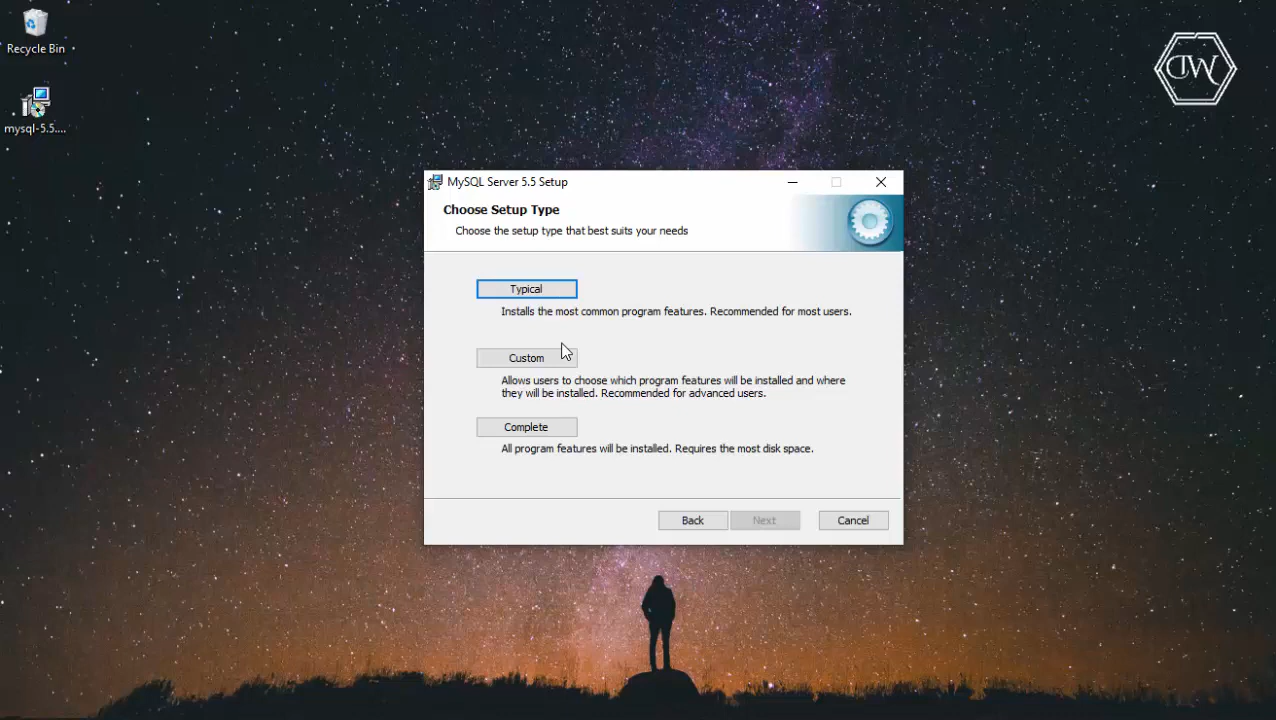 Recycle Bin
mysql-5.5....
DW
MySQL Server 5.5 Setup
Choose Setup Type
Choose the setup type that best suits your needs
Typical
Installs the most common program features. Recommended for most users.
Custom
Allows users to choose which program features will be installed and where
they will be installed. Recommended for advanced users.
Complete
All program features will be installed. Requires the most disk space.
Back
Next
Cancel